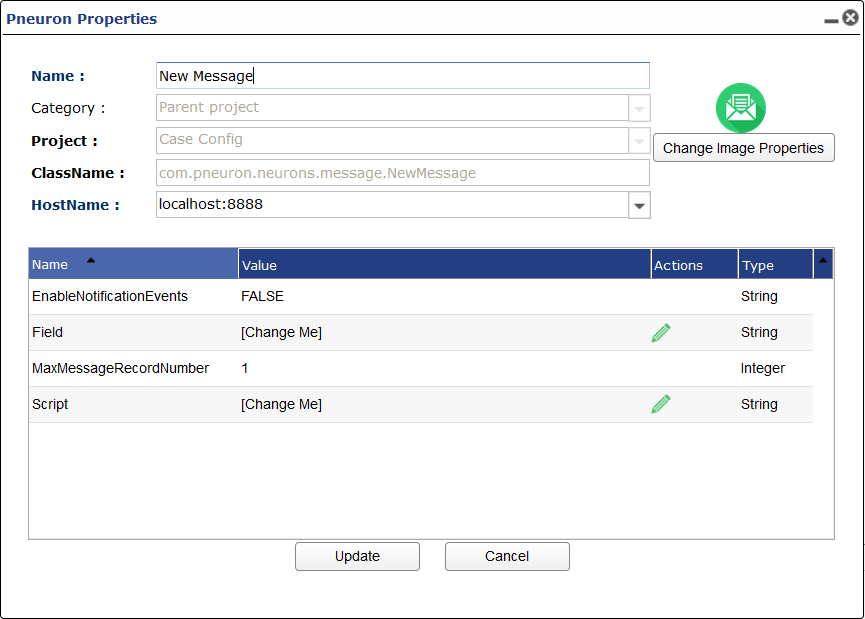 Pneuron Properties
Name : New Message
Category : Parent project
Project : Case Config
Change Image Properties
ClassName : com.pneuron.neurons.message.NewMessage
HostName : localhost:8888
Name Value Actions Type
EnableNotificationEvents FALSE String
Field [Change Me] String
MaxMessageRecordNumber 1 Integer
Script [Change Me] String
Update Cancel